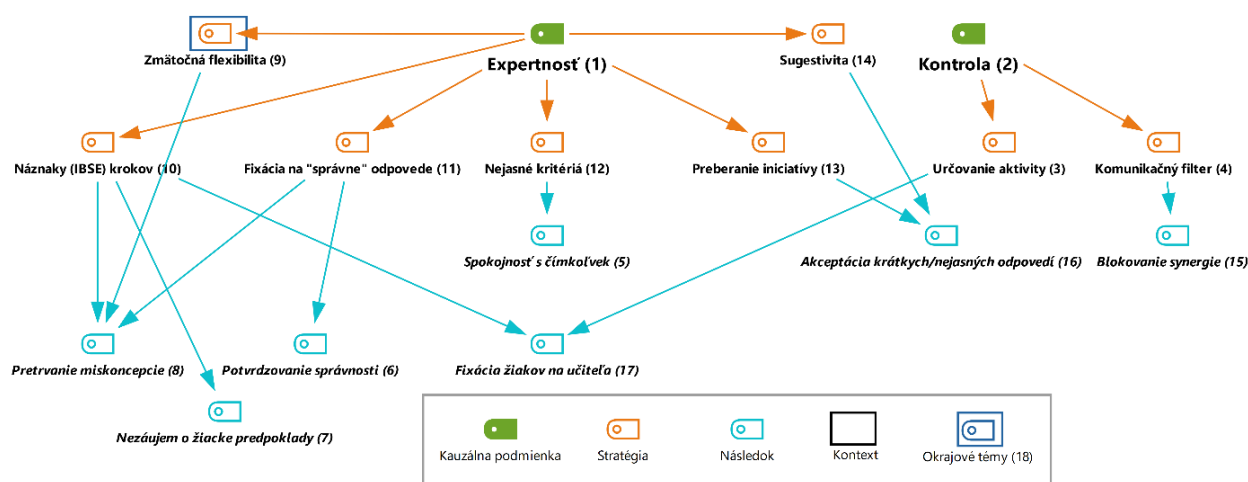 Zmätočná flexibilita (9)
Expertnosť (1)
Sugestivita (14)
Kontrola (2)
Náznaky (IBSE) krokov (10)
Fixácia na "správne" odpovede (11)
Nejasné kritériá (12)
Preberanie iniciatívy (13)
Určovanie aktivity (3)
Komunikačný filter (4)
Spokojnosť s čímkoľvek (5)
Akceptácia krátkych/nejasných odpovedí (16)
Blokovanie synergie (15)
Pretrvanie miskoncepcie (8)
Potvrdzovanie správnosti (6)
Fixácia žiakov na učiteľa (17)
Nezáujem o žiacke predpoklady (7)
Kauzálna podmienka
Stratégia
Následok
Kontext
Okrajové témy (18)